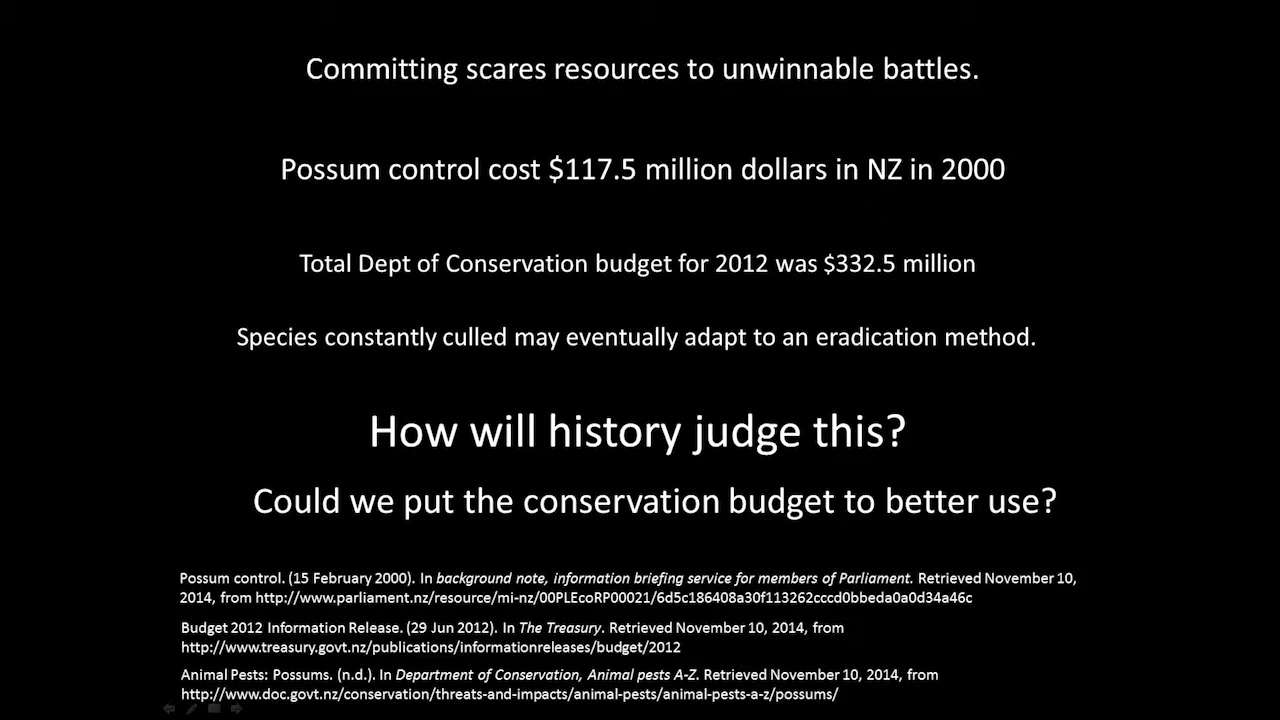 Committing scares resources to unwinnable battles.
Possum control cost $117.5 million dollars in NZ in 2000
Total Dept of Conservation budget for 2012 was $332.5 million
Species constantly culled may eventually adapt to an eradication method.
How will history judge this?
Could we put the conservation budget to better use?
Possum control. (15 February 2000). In background note, information briefing service for members of Parliament. Retrieved November 10,
2014, from http://www.parliament.nz/resource/mi-nz/00PLEcoRP00021/6d5c186408a30f113262cccd0bbeda0a0d34a46c
Budget 2012 Information Release. (29 Jun 2012). In The Treasury. Retrieved November 10, 2014, from
http://www.treasury.govt.nz/publications/informationreleases/budget/2012
Animal Pests: Possums. (n.d.). In Department of Conservation, Animal pests A-Z. Retrieved November 10, 2014, from
http://www.doc.govt.nz/conservation/threats-and-impacts/animal-pests/animal-pests-a-z/possums/